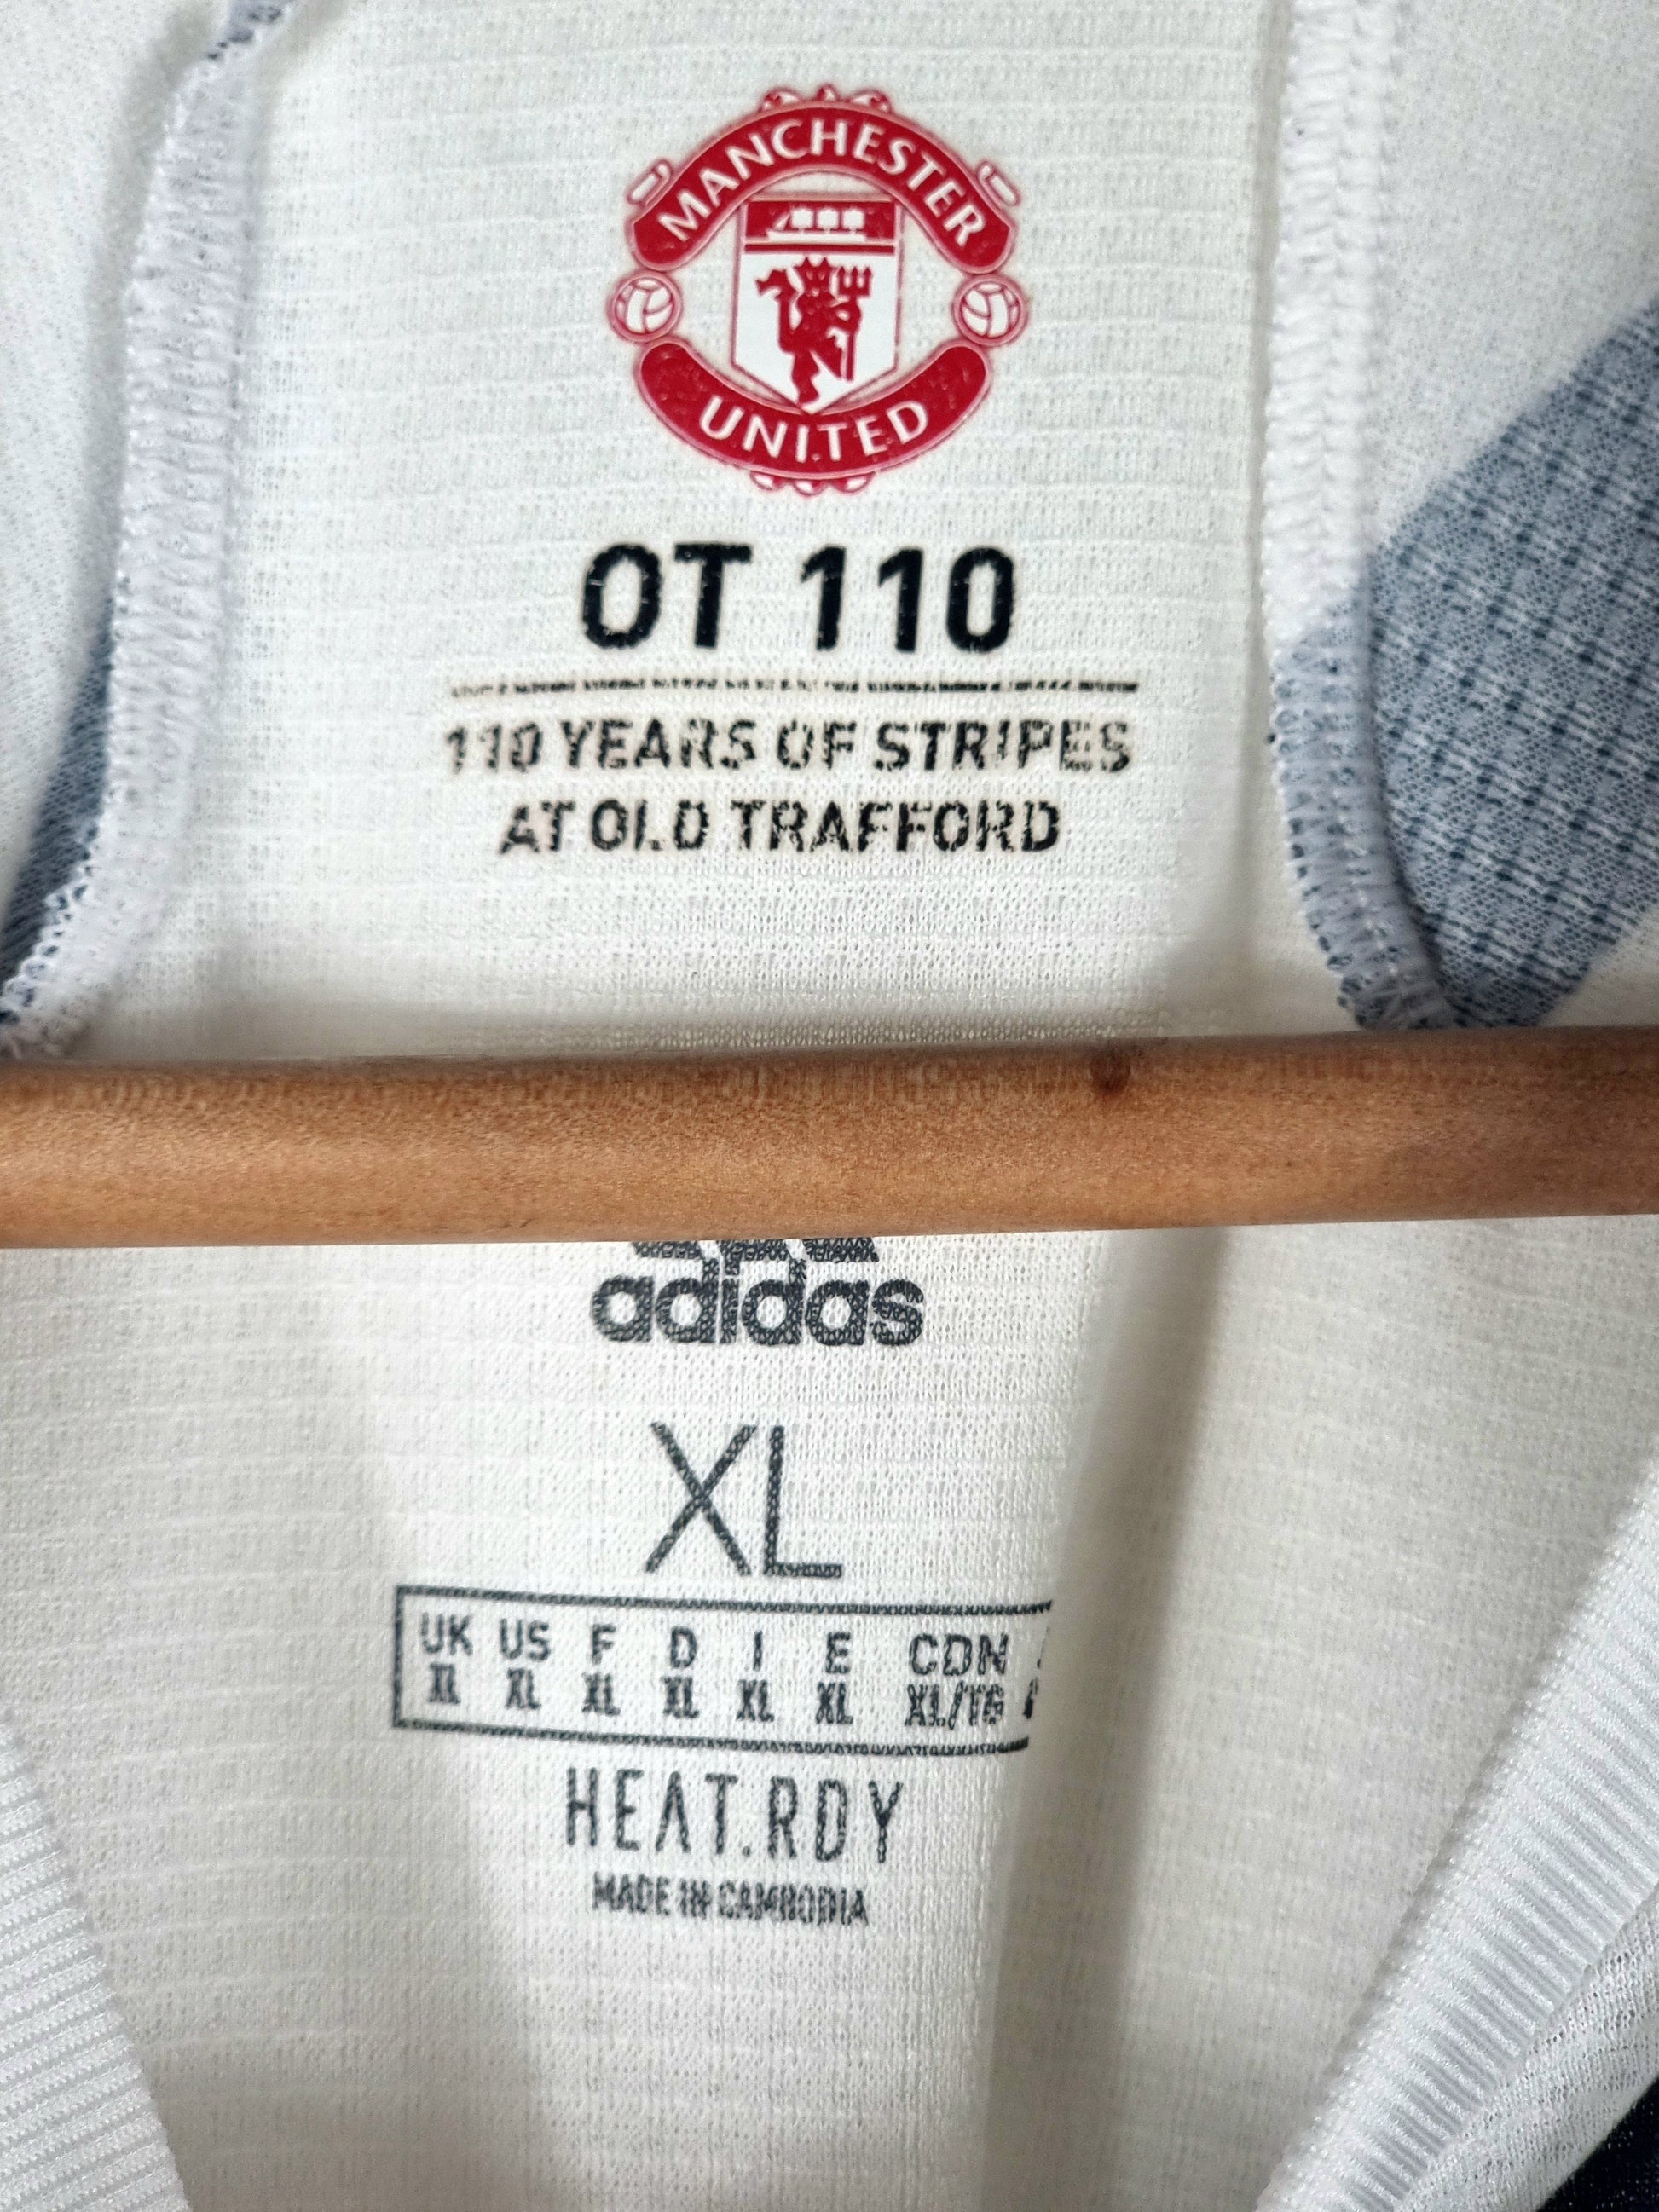 MANCHESTER
UNITED
OT 110
110 YEARS OF STRIPES
AT OLD TRAFFORD
adidas
XL
UK US F D I E CDN
XL XL XL XL XL XL XL/TG
HEAT.RDY
MADE IN CAMBODIA